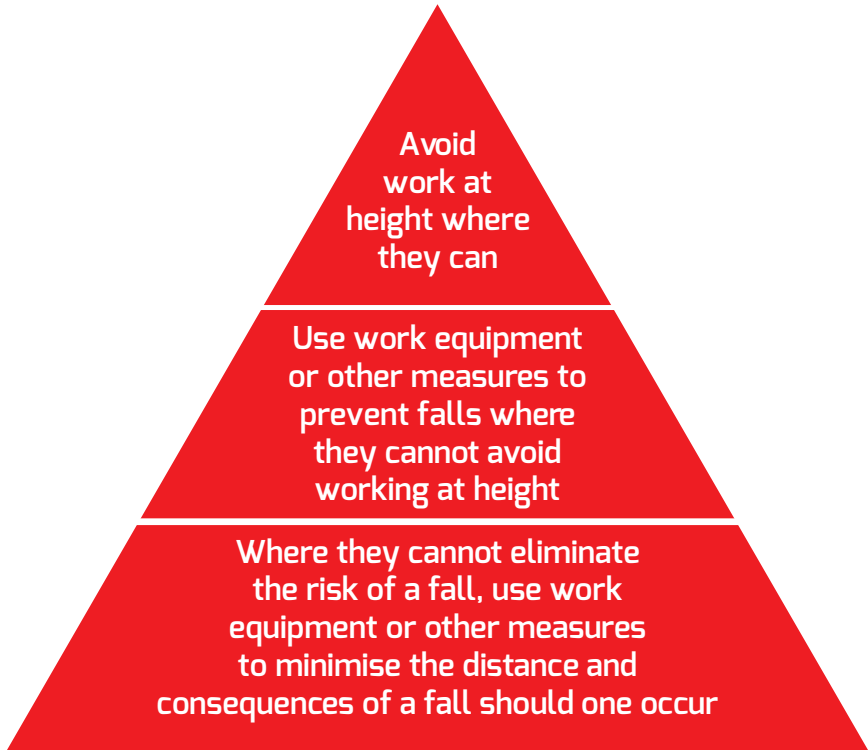 Avoid
work at
height where
they can
Use work equipment
or other measures to
prevent falls where
they cannot avoid
working at height
Where they cannot eliminate
the risk of a fall, use work
equipment or other measures
to minimise the distance and
consequences of a fall should one occur